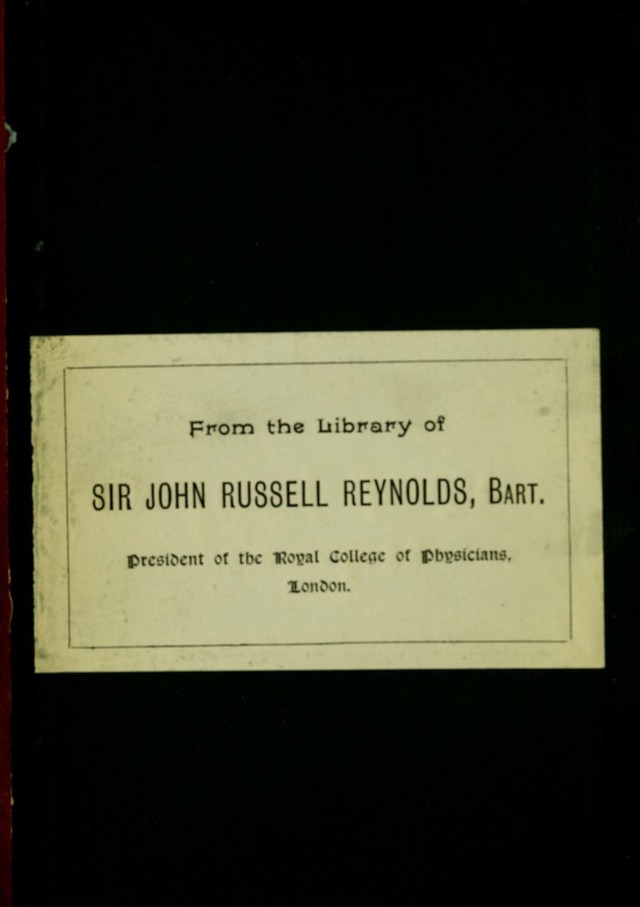 From the Library of
SIR JOHN RUSSELL REYNOLDS, BART.
President of the Royal College of Physicians,
London.